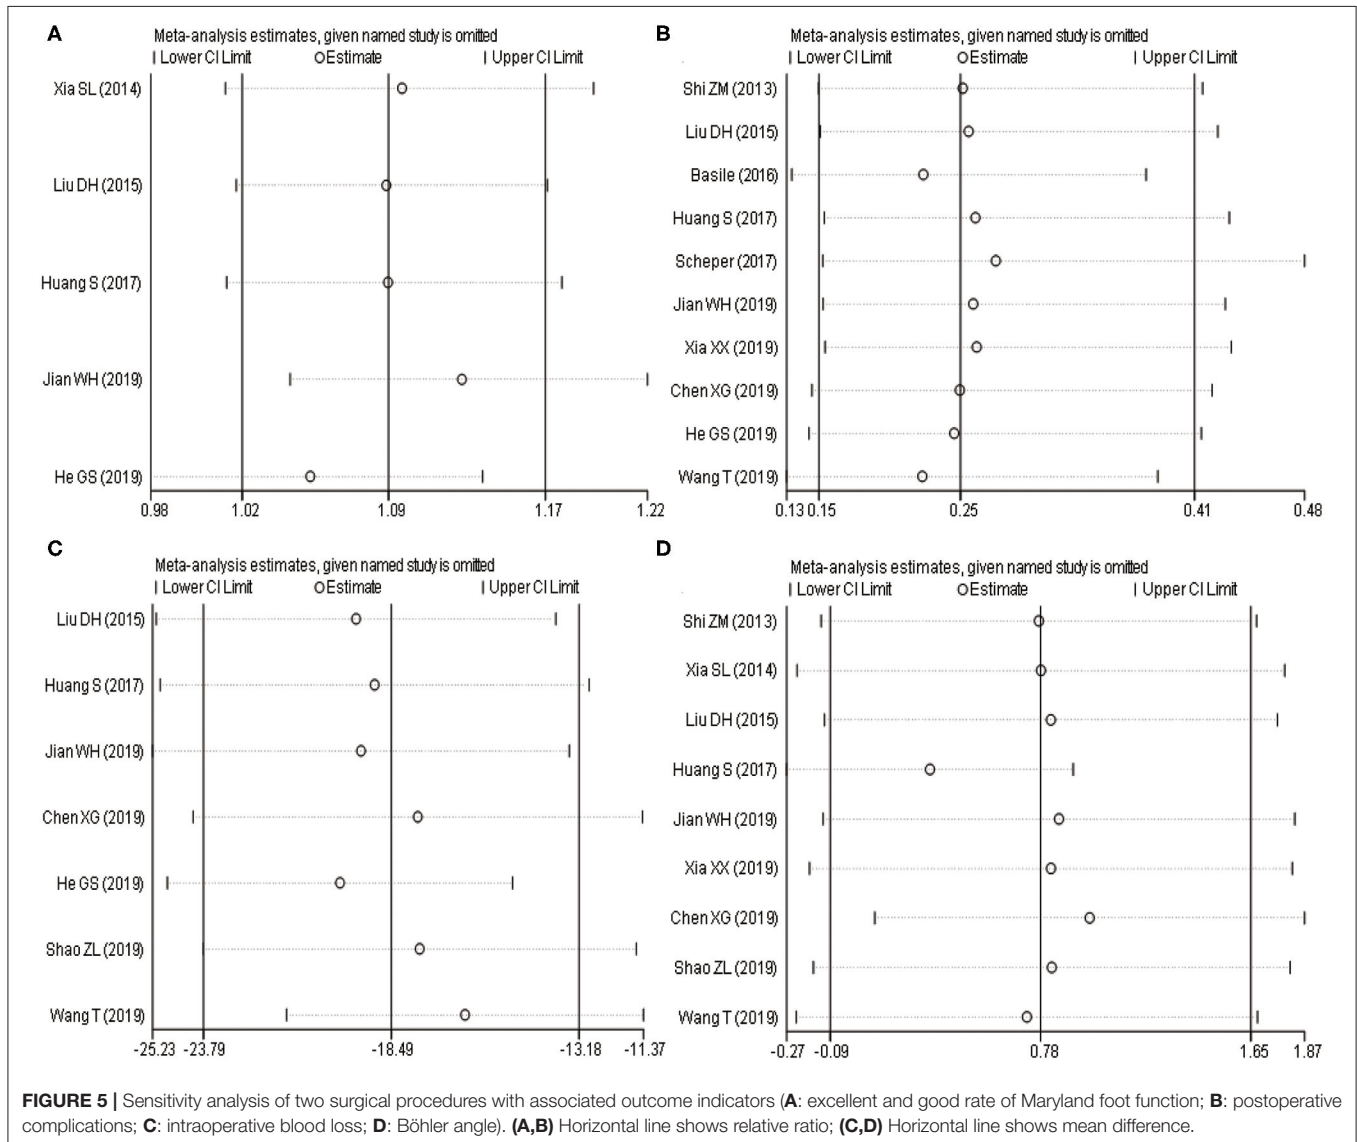 A
Meta-analysis estimates, given named study is omitted
Lower CI Limit Estimate Upper CI Limit
Xia SL (2014)
Liu DH (2015)
Huang S (2017)
Jian WH (2019)
He GS (2019)
0.98 1.02 1.09 1.17 1.22
B
Meta-analysis estimates, given named study is omitted
Lower CI Limit Estimate Upper CI Limit
Shi ZM (2013)
Liu DH (2015)
Basile (2016)
Huang S (2017)
Scheper (2017)
Jian WH (2019)
Xia XX (2019)
Chen XG (2019)
He GS (2019)
Wang T (2019)
0.13 0.15 0.25 0.41 0.48
C
Meta-analysis estimates, given named study is omitted
Lower CI Limit Estimate Upper CI Limit
Liu DH (2015)
Huang S (2017)
Jian WH (2019)
Chen XG (2019)
He GS (2019)
Shao ZL (2019)
Wang T (2019)
-25.23 -23.79 -18.49 -13.18 -11.37
D
Meta-analysis estimates, given named study is omitted
Lower CI Limit Estimate Upper CI Limit
Shi ZM (2013)
Xia SL (2014)
Liu DH (2015)
Huang S (2017)
Jian WH (2019)
Xia XX (2019)
Chen XG (2019)
Shao ZL (2019)
Wang T (2019)
-0.27 -0.09 0.78 1.65 1.87
FIGURE 5 | Sensitivity analysis of two surgical procedures with associated outcome indicators (A: excellent and good rate of Maryland foot function; B: postoperative
complications; C: intraoperative blood loss; D: Böhler angle). (A,B) Horizontal line shows relative ratio; (C,D) Horizontal line shows mean difference.